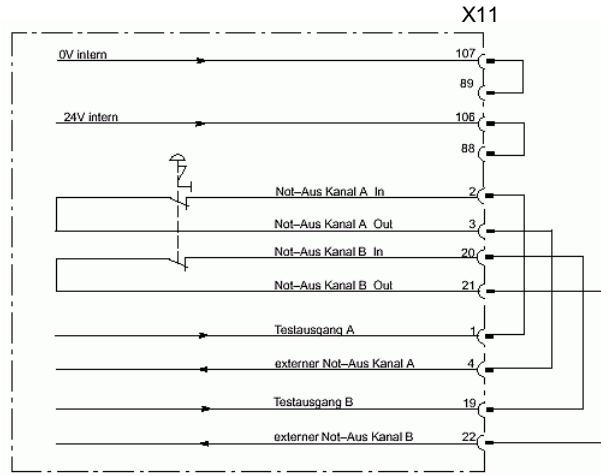 X11
0V intern 107
89
24V intern 106
88
Not–Aus Kanal A In 2
Not–Aus Kanal A Out 3
Not–Aus Kanal B In 20
Not–Aus Kanal B Out 21
Testausgang A 1
externer Not–Aus Kanal A 4
Testausgang B 19
externer Not–Aus Kanal B 22